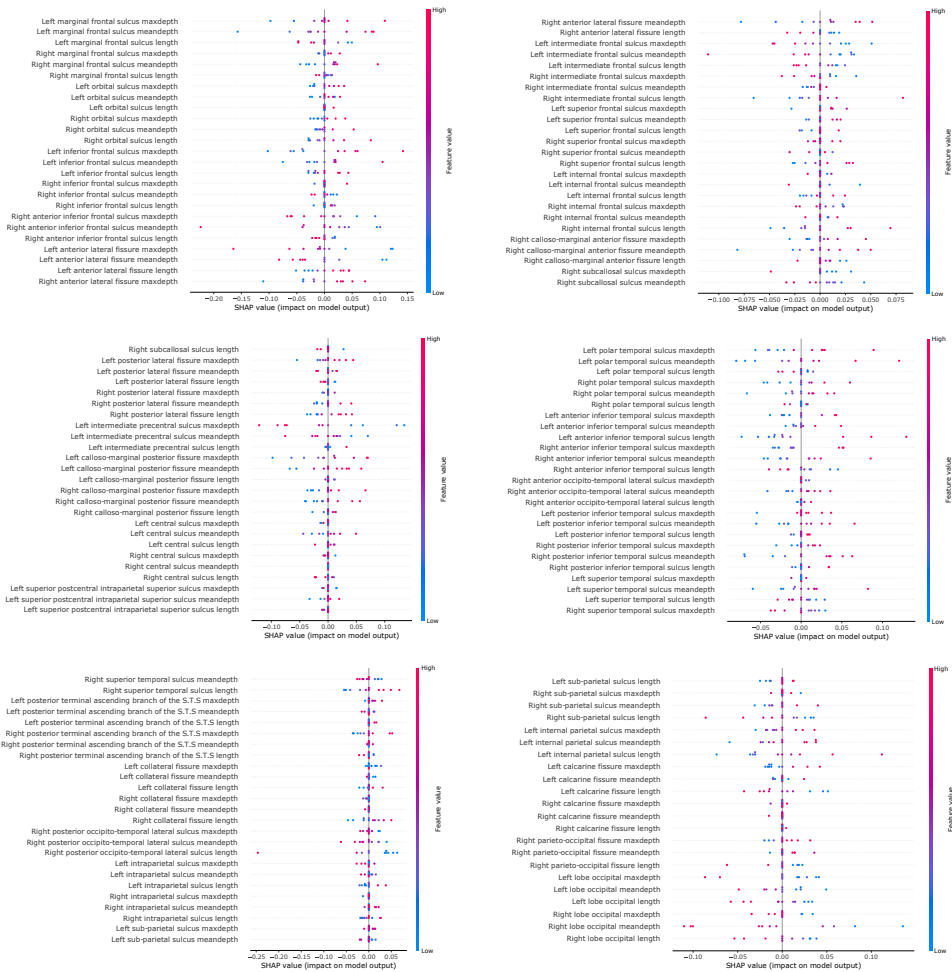 Left marginal frontal sulcus maxdepth
Left marginal frontal sulcus meandepth
Left marginal frontal sulcus length
Right marginal frontal sulcus maxdepth
Right marginal frontal sulcus meandepth
Right marginal frontal sulcus length
Left orbital sulcus maxdepth
Left orbital sulcus meandepth
Left orbital sulcus length
Right orbital sulcus maxdepth
Right orbital sulcus meandepth
Right orbital sulcus length
Left inferior frontal sulcus maxdepth
Left inferior frontal sulcus meandepth
Left inferior frontal sulcus length
Right inferior frontal sulcus maxdepth
Right inferior frontal sulcus meandepth
Right inferior frontal sulcus length
Right anterior inferior frontal sulcus maxdepth
Right anterior inferior frontal sulcus meandepth
Right anterior inferior frontal sulcus length
Left anterior lateral fissure maxdepth
Left anterior lateral fissure meandepth
Left anterior lateral fissure length
Right anterior lateral fissure maxdepth
−0.20 −0.15 −0.10 −0.05 0.00 0.05 0.10 0.15
SHAP value (impact on model output)
High
Feature value
Low
Right anterior lateral fissure meandepth
Right anterior lateral fissure length
Left intermediate frontal sulcus maxdepth
Left intermediate frontal sulcus meandepth
Left intermediate frontal sulcus length
Right intermediate frontal sulcus maxdepth
Right intermediate frontal sulcus meandepth
Right intermediate frontal sulcus length
Left superior frontal sulcus maxdepth
Left superior frontal sulcus meandepth
Left superior frontal sulcus length
Right superior frontal sulcus maxdepth
Right superior frontal sulcus meandepth
Right superior frontal sulcus length
Left internal frontal sulcus maxdepth
Left internal frontal sulcus meandepth
Left internal frontal sulcus length
Right internal frontal sulcus maxdepth
Right internal frontal sulcus meandepth
Right internal frontal sulcus length
Right calloso-marginal anterior fissure maxdepth
Right calloso-marginal anterior fissure meandepth
Right calloso-marginal anterior fissure length
Right subcallosal sulcus maxdepth
Right subcallosal sulcus meandepth
−0.100 −0.075 −0.050 −0.025 0.000 0.025 0.050 0.075
SHAP value (impact on model output)
High
Feature value
Low
Right subcallosal sulcus length
Left posterior lateral fissure maxdepth
Left posterior lateral fissure meandepth
Left posterior lateral fissure length
Right posterior lateral fissure maxdepth
Right posterior lateral fissure meandepth
Right posterior lateral fissure length
Left intermediate precentral sulcus maxdepth
Left intermediate precentral sulcus meandepth
Left intermediate precentral sulcus length
Left calloso-marginal posterior fissure maxdepth
Left calloso-marginal posterior fissure meandepth
Left calloso-marginal posterior fissure length
Right calloso-marginal posterior fissure maxdepth
Right calloso-marginal posterior fissure meandepth
Right calloso-marginal posterior fissure length
Left central sulcus maxdepth
Left central sulcus meandepth
Left central sulcus length
Right central sulcus maxdepth
Right central sulcus meandepth
Right central sulcus length
Left superior postcentral intraparietal superior sulcus maxdepth
Left superior postcentral intraparietal superior sulcus meandepth
Left superior postcentral intraparietal superior sulcus length
−0.10 −0.05 0.00 0.05 0.10
SHAP value (impact on model output)
High
Feature value
Low
Left polar temporal sulcus maxdepth
Left polar temporal sulcus meandepth
Left polar temporal sulcus length
Right polar temporal sulcus maxdepth
Right polar temporal sulcus meandepth
Right polar temporal sulcus length
Left anterior inferior temporal sulcus maxdepth
Left anterior inferior temporal sulcus meandepth
Left anterior inferior temporal sulcus length
Right anterior inferior temporal sulcus maxdepth
Right anterior inferior temporal sulcus meandepth
Right anterior inferior temporal sulcus length
Right anterior occipito-temporal lateral sulcus maxdepth
Right anterior occipito-temporal lateral sulcus meandepth
Right anterior occipito-temporal lateral sulcus length
Left posterior inferior temporal sulcus maxdepth
Left posterior inferior temporal sulcus meandepth
Left posterior inferior temporal sulcus length
Right posterior inferior temporal sulcus maxdepth
Right posterior inferior temporal sulcus meandepth
Right posterior inferior temporal sulcus length
Left superior temporal sulcus maxdepth
Left superior temporal sulcus meandepth
Left superior temporal sulcus length
Right superior temporal sulcus maxdepth
−0.05 0.00 0.05 0.10
SHAP value (impact on model output)
High
Feature value
Low
Right superior temporal sulcus meandepth
Right superior temporal sulcus length
Left posterior terminal ascending branch of the S.T.S maxdepth
Left posterior terminal ascending branch of the S.T.S meandepth
Left posterior terminal ascending branch of the S.T.S length
Right posterior terminal ascending branch of the S.T.S maxdepth
Right posterior terminal ascending branch of the S.T.S meandepth
Right posterior terminal ascending branch of the S.T.S length
Left collateral fissure maxdepth
Left collateral fissure meandepth
Left collateral fissure length
Right collateral fissure maxdepth
Right collateral fissure meandepth
Right collateral fissure length
Right posterior occipito-temporal lateral sulcus maxdepth
Right posterior occipito-temporal lateral sulcus meandepth
Right posterior occipito-temporal lateral sulcus length
Left intraparietal sulcus maxdepth
Left intraparietal sulcus meandepth
Left intraparietal sulcus length
Right intraparietal sulcus maxdepth
Right intraparietal sulcus meandepth
Right intraparietal sulcus length
Left sub-parietal sulcus maxdepth
Left sub-parietal sulcus meandepth
−0.25 −0.20 −0.15 −0.10 −0.05 0.00 0.05
SHAP value (impact on model output)
High
Feature value
Low
Left sub-parietal sulcus length
Right sub-parietal sulcus maxdepth
Right sub-parietal sulcus meandepth
Right sub-parietal sulcus length
Left internal parietal sulcus maxdepth
Left internal parietal sulcus meandepth
Left internal parietal sulcus length
Left calcarine fissure maxdepth
Left calcarine fissure meandepth
Left calcarine fissure length
Right calcarine fissure maxdepth
Right calcarine fissure meandepth
Right calcarine fissure length
Right parieto-occipital fissure maxdepth
Right parieto-occipital fissure meandepth
Right parieto-occipital fissure length
Left lobe occipital maxdepth
Left lobe occipital meandepth
Left lobe occipital length
Right lobe occipital maxdepth
Right lobe occipital meandepth
Right lobe occipital length
−0.10 −0.05 0.00 0.05 0.10
SHAP value (impact on model output)
High
Feature value
Low